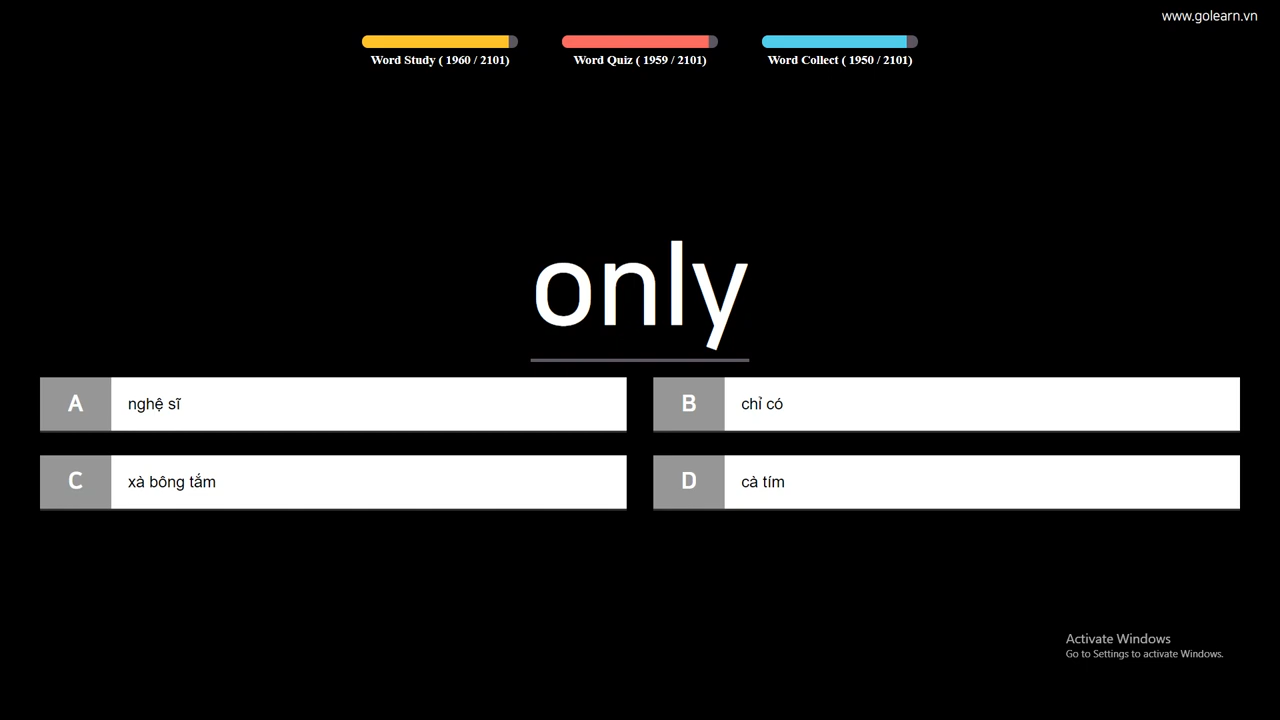 www.golearn.vn
Word Study ( 1960 / 2101)
Word Quiz ( 1959 / 2101)
Word Collect ( 1950 / 2101)
only
A nghệ sĩ
B chỉ có
C xà bông tắm
D cà tím
Activate Windows
Go to Settings to activate Windows.